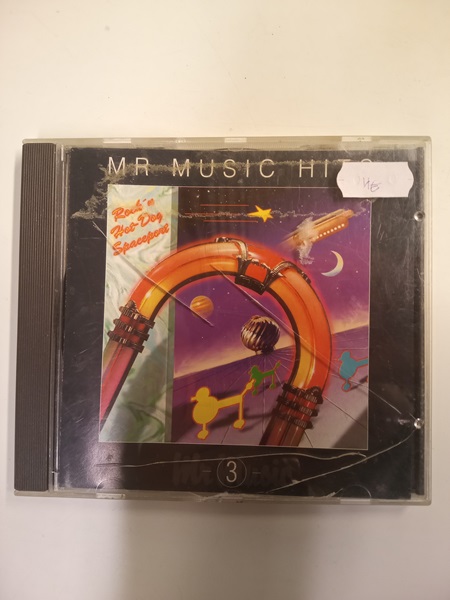 MR MUSIC HITS
Rock'n
Hot-Dog
Spaceport
3